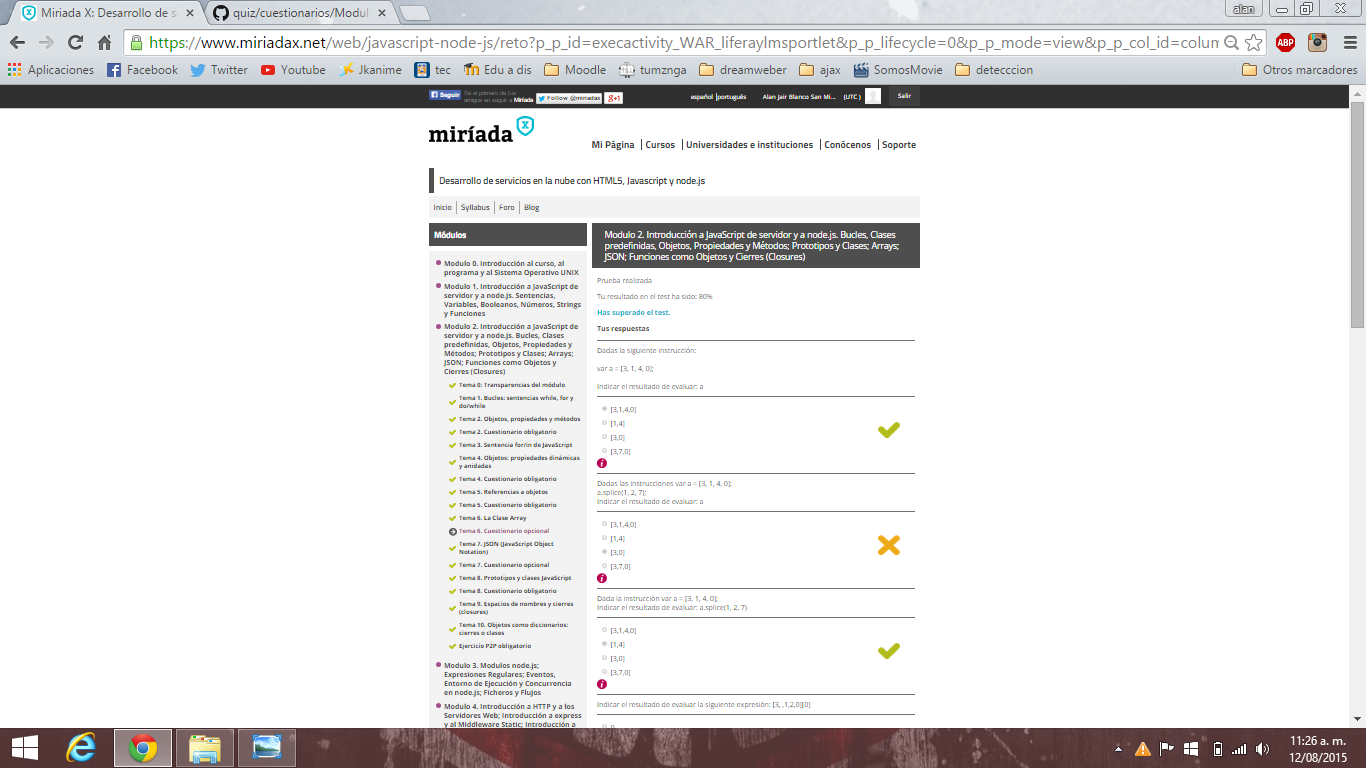 Miriada X: Desarrollo de se
quiz/cuestionarios/Modul
alan
https://www.miriadax.net/web/javascript-node-js/reto?p_p_id=execactivity_WAR_liferaylmsportlet&p_p_lifecycle=0&p_p_mode=view&p_p_col_id=colum
ABP
Aplicaciones Facebook Twitter Youtube Jkanime tec Edu a dis Moodle tumznga dreamweber ajax SomosMovie detecccion Otros marcadores
Seguir Sé el primero de tus amigos en seguir a Miríada Follow @miriadax g+1 español |portugués Alan Jair Blanco San Mi... (UTC ) Salir
miríada X
Mi Página | Cursos | Universidades e instituciones | Conócenos | Soporte
Desarrollo de servicios en la nube con HTML5, Javascript y node.js
Inicio | Syllabus | Foro | Blog
Módulos
Modulo 0. Introducción al curso, al
programa y al Sistema Operativo UNIX
Modulo 1. Introducción a JavaScript de
servidor y a node.js. Sentencias,
Variables, Booleanos, Números, Strings
y Funciones
Modulo 2. Introducción a JavaScript de
servidor y a node.js. Bucles, Clases
predefinidas, Objetos, Propiedades y
Métodos; Prototipos y Clases; Arrays;
JSON; Funciones como Objetos y
Cierres (Closures)
Tema 0: Transparencias del módulo
Tema 1. Bucles: sentencias while, for y
do/while
Tema 2. Objetos, propiedades y métodos
Tema 2. Cuestionario obligatorio
Tema 3. Sentencia for/in de JavaScript
Tema 4. Objetos: propiedades dinámicas
y anidadas
Tema 4. Cuestionario obligatorio
Tema 5. Referencias a objetos
Tema 5. Cuestionario obligatorio
Tema 6. La Clase Array
Tema 6. Cuestionario opcional
Tema 7. JSON (JavaScript Object
Notation)
Tema 7. Cuestionario opcional
Tema 8. Prototipos y clases JavaScript
Tema 8. Cuestionario obligatorio
Tema 9. Espacios de nombres y cierres
(closures)
Tema 10. Objetos como diccionarios:
cierres o clases
Ejercicio P2P obligatorio
Modulo 3. Modulos node.js;
Expresiones Regulares; Eventos,
Entorno de Ejecución y Concurrencia
en node.js; Ficheros y Flujos
Modulo 4. Introducción a HTTP y a los
Servidores Web; Introducción a express
y al Middleware Static; Introducción a
Modulo 2. Introducción a JavaScript de servidor y a node.js. Bucles, Clases
predefinidas, Objetos, Propiedades y Métodos; Prototipos y Clases; Arrays;
JSON; Funciones como Objetos y Cierres (Closures)
Prueba realizada
Tu resultado en el test ha sido: 80%
Has superado el test.
Tus respuestas
Dadas la siguiente instrucción:
var a = [3, 1, 4, 0];
Indicar el resultado de evaluar: a
[3,1,4,0]
[1,4]
[3,0]
[3,7,0]
i
Dadas las instrucciones var a = [3, 1, 4, 0];
a.splice(1, 2, 7);
Indicar el resultado de evaluar: a
[3,1,4,0]
[1,4]
[3,0]
[3,7,0]
i
Dada la instrucción var a = [3, 1, 4, 0];
Indicar el resultado de evaluar: a.splice(1, 2, 7)
[3,1,4,0]
[1,4]
[3,0]
[3,7,0]
i
Indicar el resultado de evaluar la siguiente expresión: [3, ,1,2,0][0]
11:26 a. m.
12/08/2015